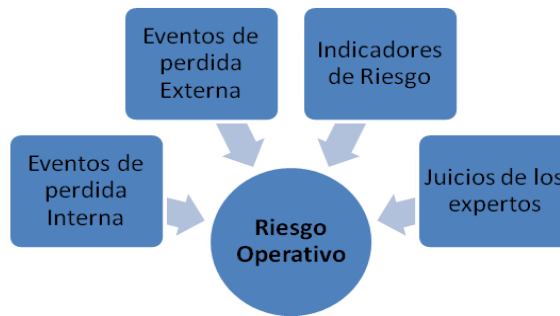 Eventos de
perdida
Externa
Indicadores
de Riesgo
Eventos de
perdida
Interna
Juicios de los
expertos
Riesgo
Operativo